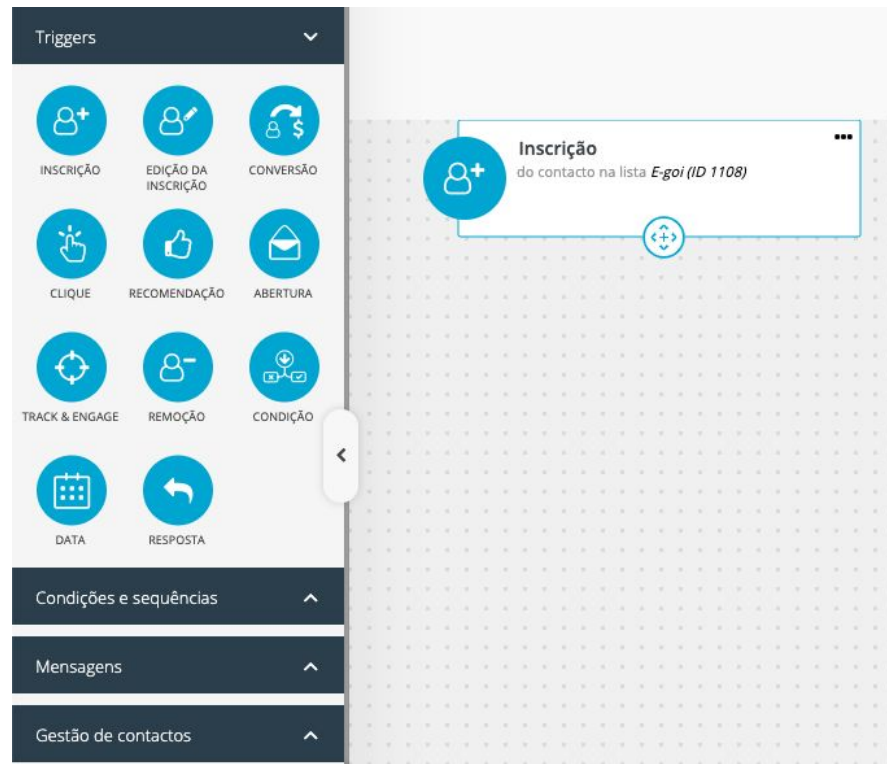 Triggers
INSCRIÇÃO
EDIÇÃO DA
INSCRIÇÃO
CONVERSÃO
CLIQUE
RECOMENDAÇÃO
ABERTURA
TRACK & ENGAGE
REMOÇÃO
CONDIÇÃO
DATA
RESPOSTA
Condições e sequências
Mensagens
Gestão de contactos
Inscrição
do contacto na lista E-goi (ID 1108)